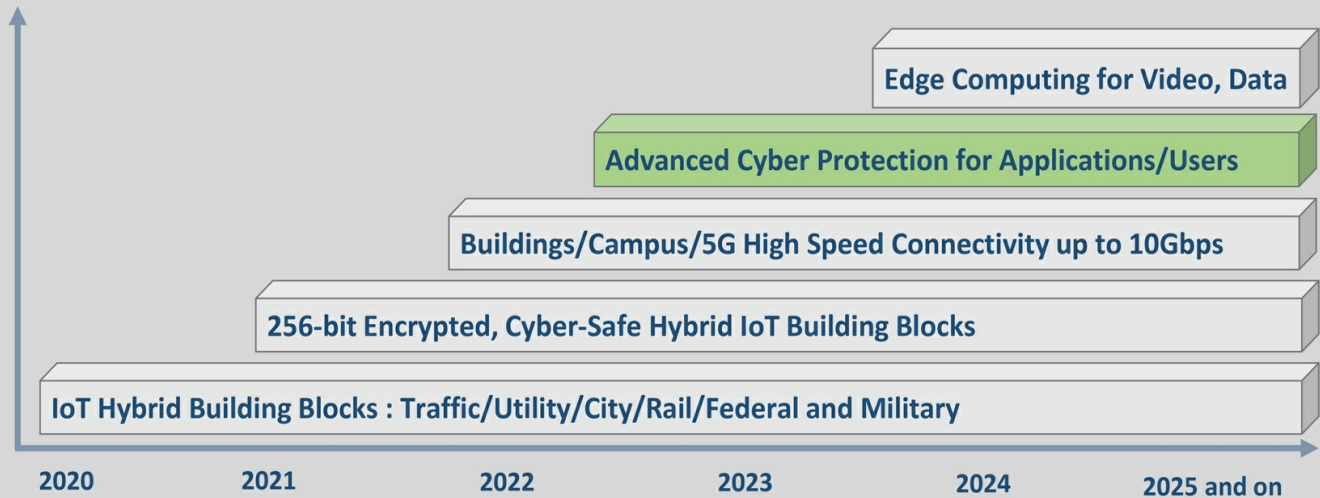 Edge Computing for Video, Data
Advanced Cyber Protection for Applications/Users
Buildings/Campus/5G High Speed Connectivity up to 10Gbps
256-bit Encrypted, Cyber-Safe Hybrid IoT Building Blocks
IoT Hybrid Building Blocks : Traffic/Utility/City/Rail/Federal and Military
2020 2021 2022 2023 2024 2025 and on